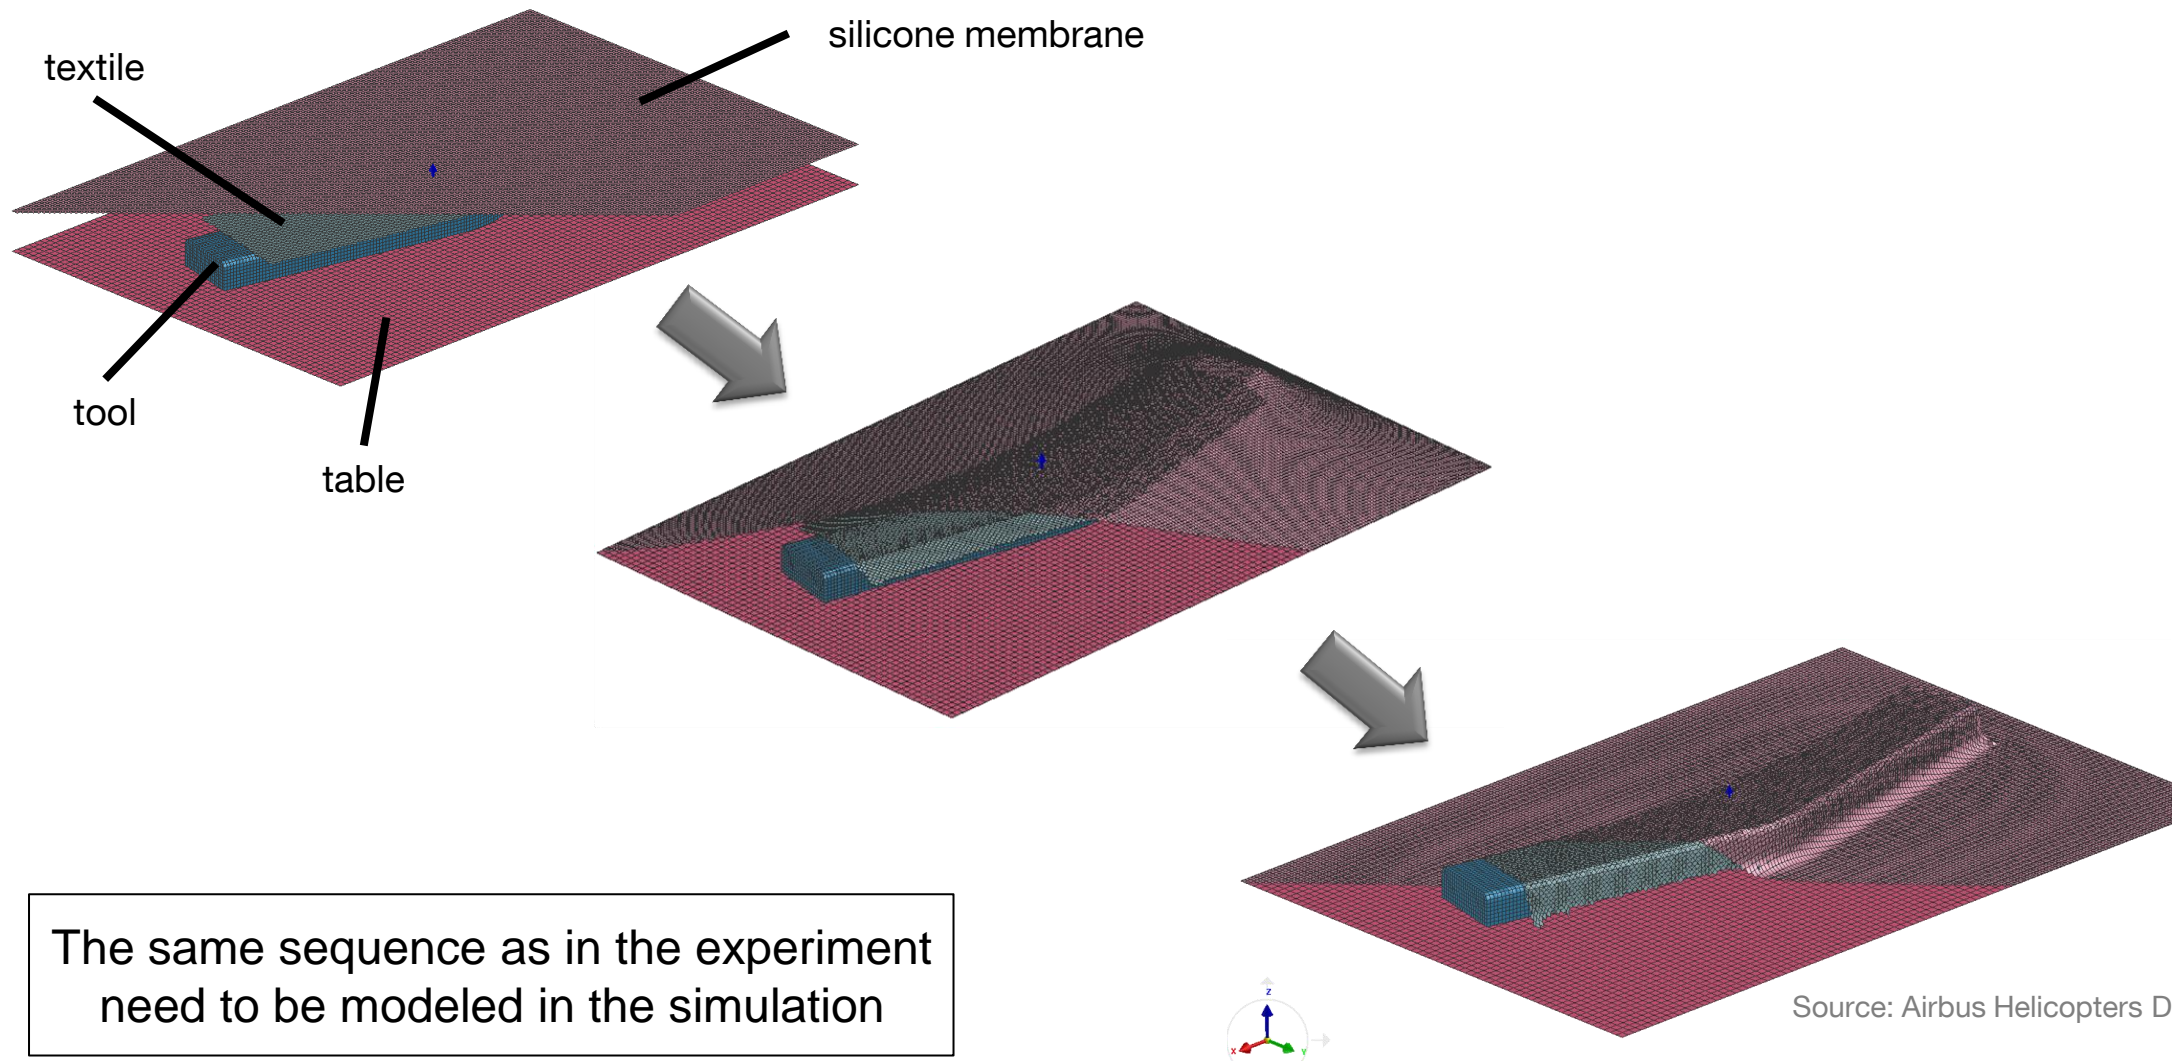 silicone membrane
textile
tool
table
The same sequence as in the experiment
need to be modeled in the simulation
z
x
y
Source: Airbus Helicopters D